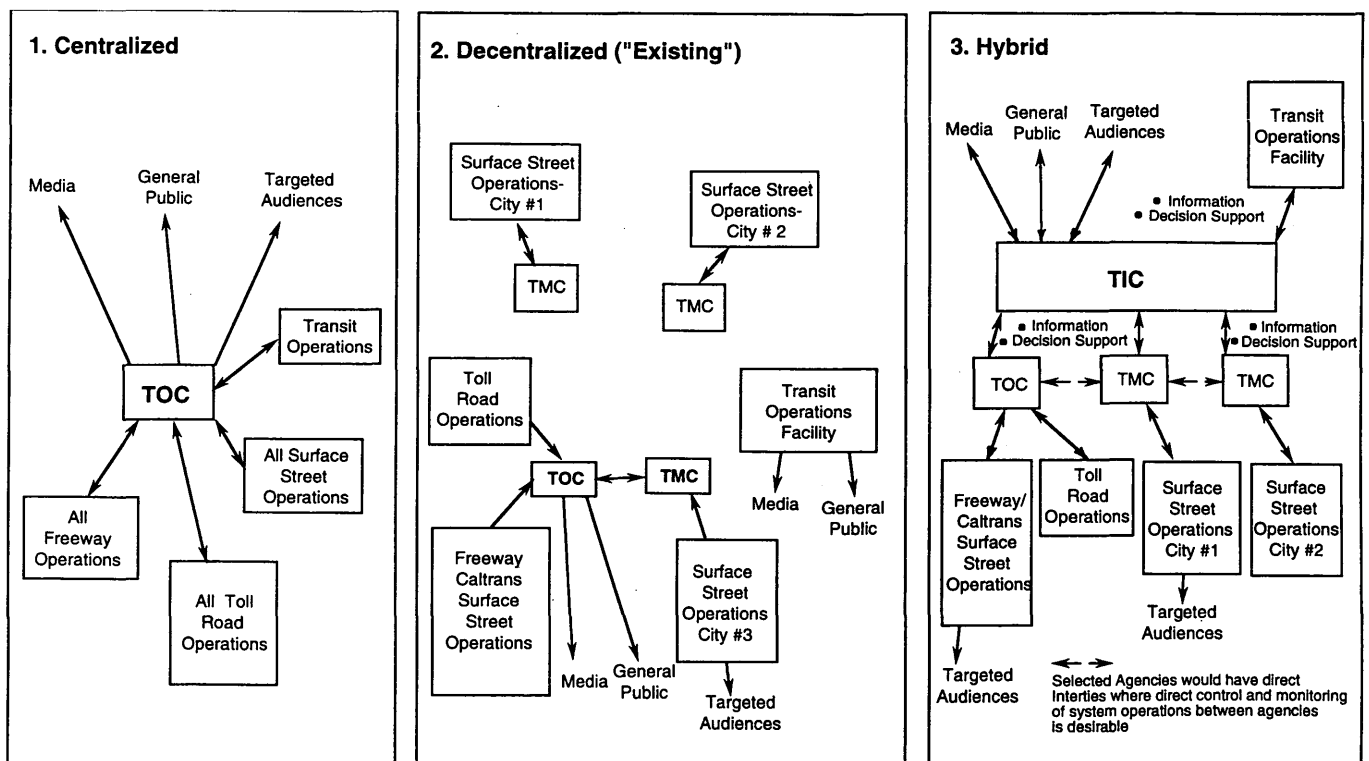 1. Centralized
Media
General
Public
Targeted
Audiences
Transit
Operations
TOC
All Surface
Street
Operations
All
Freeway
Operations
All Toll
Road
Operations
2. Decentralized ("Existing")
Surface Street
Operations-
City #1
TMC
Surface Street
Operations-
City # 2
TMC
Toll
Road
Operations
Transit
Operations
Facility
TOC
TMC
Media
General
Public
Freeway
Caltrans
Surface
Street
Operations
Surface
Street
Operations
City #3
Media
General
Public
Targeted
Audiences
3. Hybrid
Media
General
Public
Targeted
Audiences
Transit
Operations
Facility
• Information
• Decision Support
TIC
• Information
• Decision Support
• Information
• Decision Support
TOC
TMC
TMC
Freeway/
Caltrans
Surface
Street
Operations
Toll
Road
Operations
Surface
Street
Operations
City #1
Surface
Street
Operations
City #2
Targeted
Audiences
Targeted
Audiences
Selected Agencies would have direct
Interties where direct control and monitoring
of system operations between agencies
is desirable